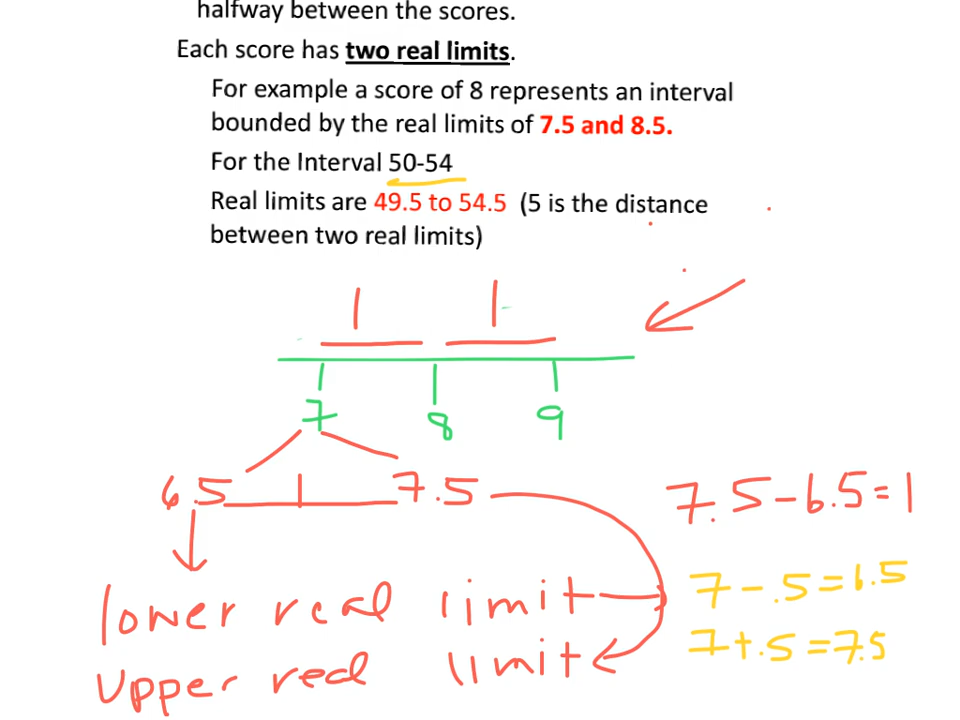 halfway between the scores.
Each score has two real limits.
For example a score of 8 represents an interval
bounded by the real limits of 7.5 and 8.5.
For the Interval 50-54
Real limits are 49.5 to 54.5 (5 is the distance
between two real limits)
1 1
7 8 9
6.5 1 7.5
7.5-6.5=1
7-.5=6.5
lower real limit
7+.5=7.5
Upper real limit